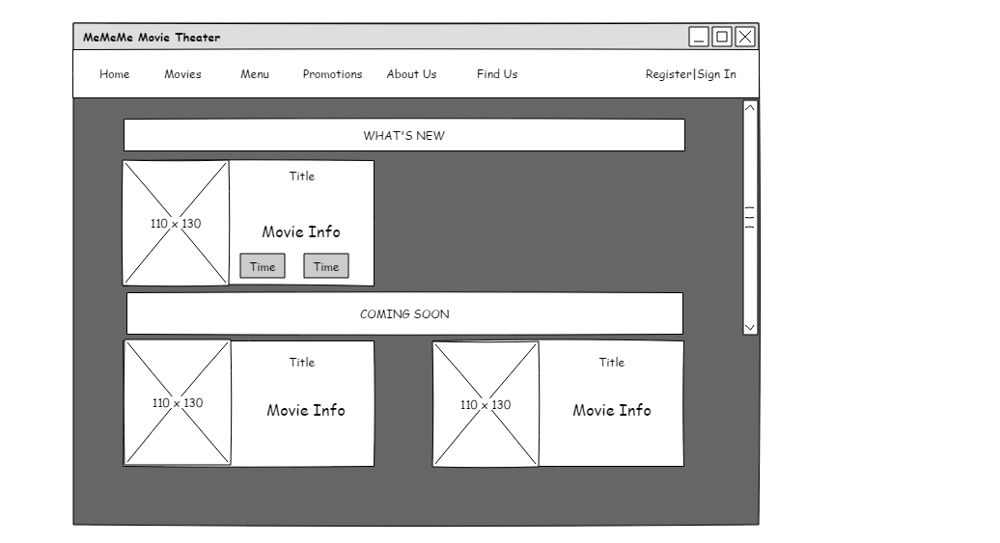 MeMeMe Movie Theater
Home Movies Menu Promotions About Us Find Us Register|Sign In
WHAT'S NEW
110 x 130
Title
Movie Info
Time Time
COMING SOON
110 x 130
Title
Movie Info
110 x 130
Title
Movie Info